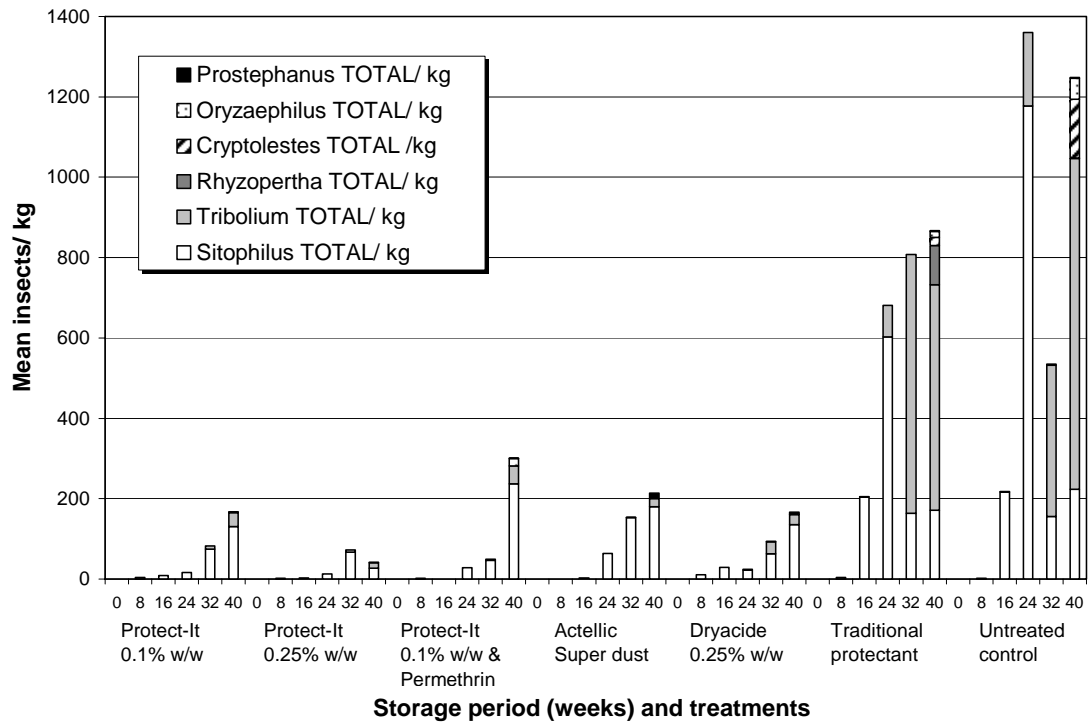 1400
1200
1000
800
600
400
200
0
Mean insects/ kg
Prostephanus TOTAL/ kg
Oryzaephilus TOTAL/ kg
Cryptolestes TOTAL /kg
Rhyzopertha TOTAL/ kg
Tribolium TOTAL/ kg
Sitophilus TOTAL/ kg
0 8 16 24 32 40 0 8 16 24 32 40 0 8 16 24 32 40 0 8 16 24 32 40 0 8 16 24 32 40 0 8 16 24 32 40 0 8 16 24 32 40
Protect-It
0.1% w/w
Protect-It
0.25% w/w
Protect-It
0.1% w/w &
Permethrin
Actellic
Super dust
Dryacide
0.25% w/w
Traditional
protectant
Untreated
control
Storage period (weeks) and treatments